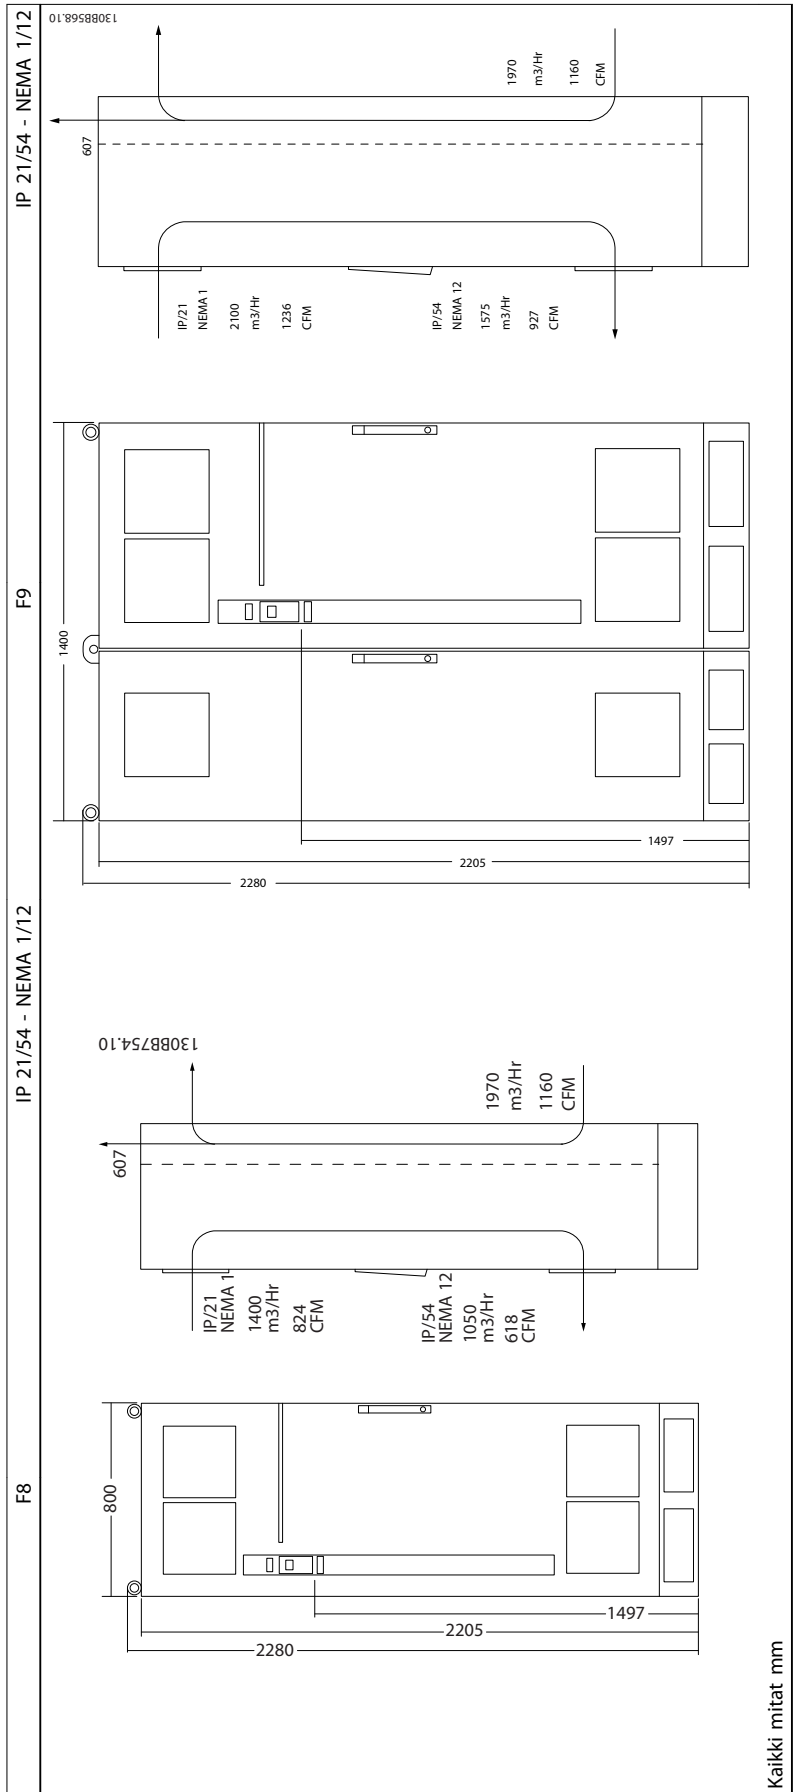 F8
IP 21/54 - NEMA 1/12
F9
IP 21/54 - NEMA 1/12
800
2280
2205
1497
IP/21
NEMA 1
1400
m3/Hr
824
CFM
IP/54
NEMA 12
1050
m3/Hr
618
CFM
607
1970
m3/Hr
1160
CFM
130BB754.10
1400
2280
2205
1497
IP/21
NEMA 1
2100
m3/Hr
1236
CFM
IP/54
NEMA 12
1575
m3/Hr
927
CFM
607
1970
m3/Hr
1160
CFM
130BB568.10
Kaikki mitat mm